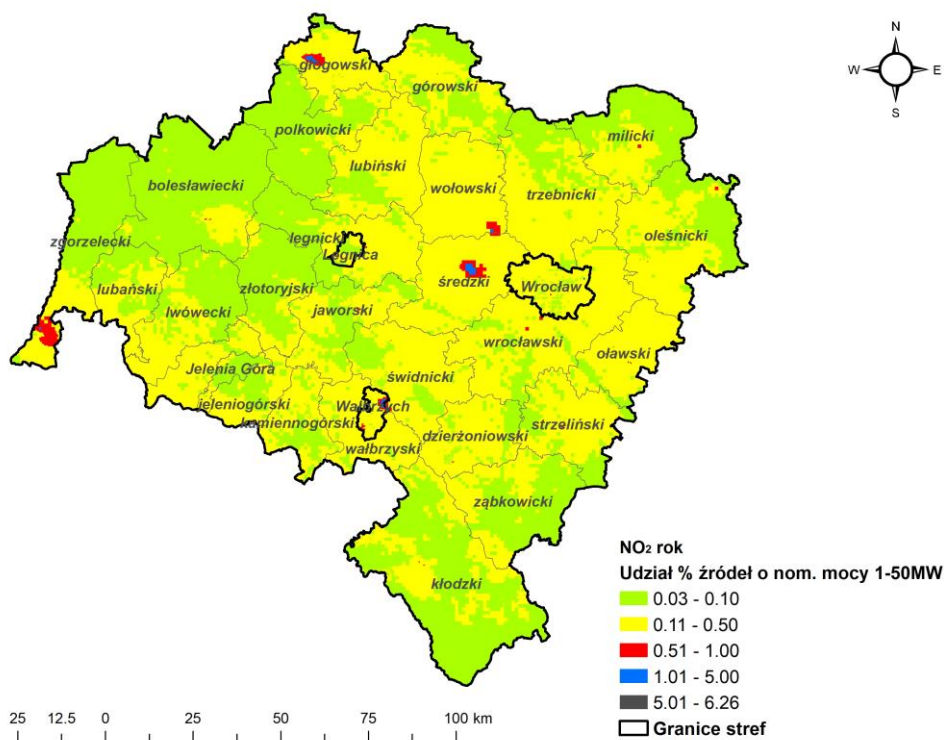 N
W E
S
głogowski
górowski
milicki
polkowicki
lubiński
bolesławiecki
wołowski
trzebnicki
oleśnicki
zgorzelecki
legnicki
Legnica
lubański
złotoryjski
średzki
Wrocław
lwówecki
jaworski
wrocławski
oławski
Jelenia Góra
świdnicki
jeleniogórski
Wałbrzych
kamiennogórski
strzeliński
dzierżoniowski
wałbrzyski
ząbkowicki
kłodzki
NO₂ rok
Udział % źródeł o nom. mocy 1-50MW
0.03 - 0.10
0.11 - 0.50
0.51 - 1.00
1.01 - 5.00
5.01 - 6.26
Granice stref
25 12.5 0 25 50 75 100 km